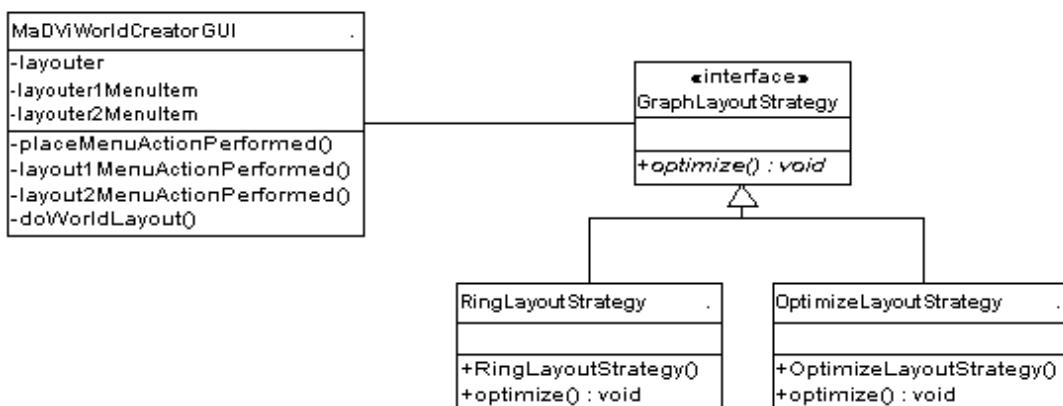 MaDViWorldCreatorGUI .
-layouter
-layouter1MenuItem
-layouter2MenuItem
-placeMenuActionPerformed()
-layout1MenuActionPerformed()
-layout2MenuActionPerformed()
-doWorldLayout()
«interface»
GraphLayoutStrategy
+optimize() : void
RingLayoutStrategy .
+RingLayoutStrategy()
+optimize() : void
OptimizeLayoutStrategy .
+OptimizeLayoutStrategy()
+optimize() : void